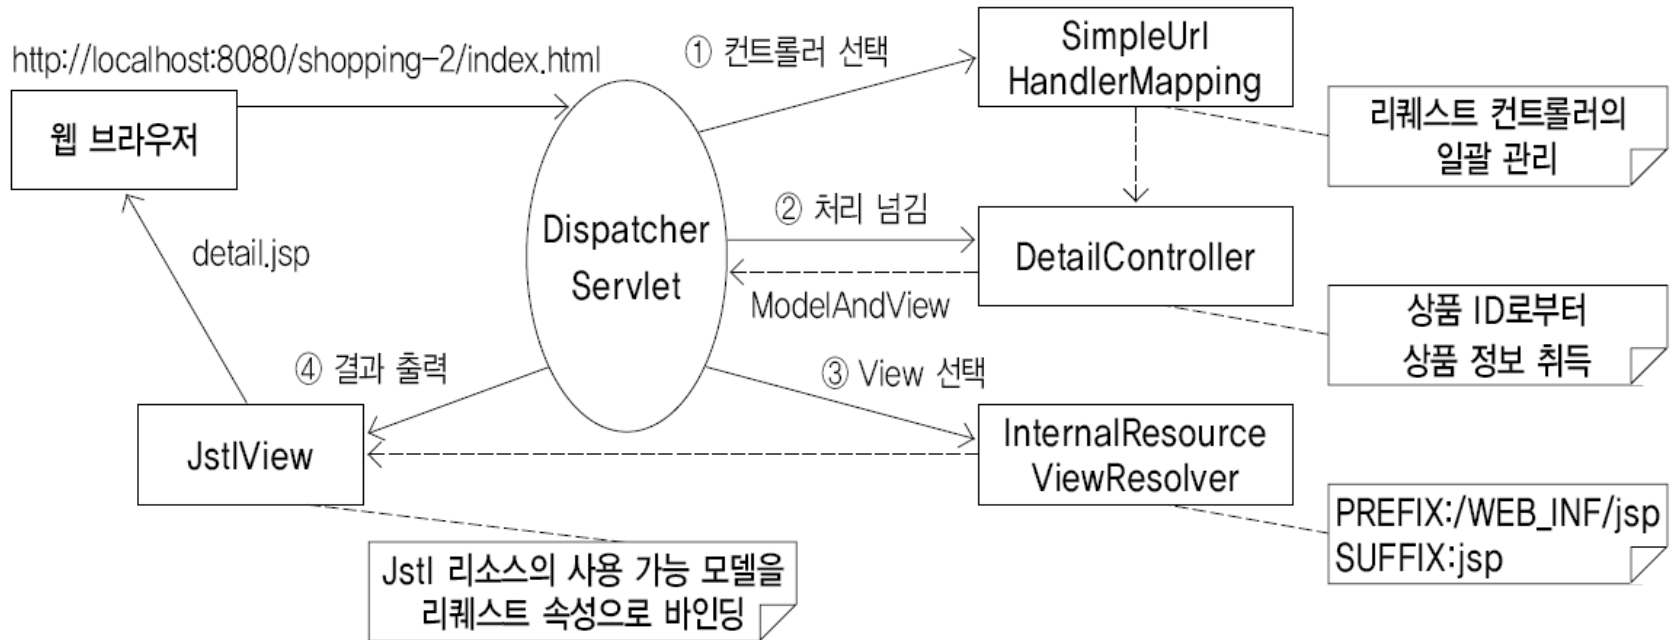 http://localhost:8080/shopping-2/index.html
웹 브라우저
① 컨트롤러 선택
SimpleUrl
HandlerMapping
리퀘스트 컨트롤러의
일괄 관리
Dispatcher
Servlet
② 처리 넘김
ModelAndView
DetailController
상품 ID로부터
상품 정보 취득
detail.jsp
④ 결과 출력
③ View 선택
JstlView
InternalResource
ViewResolver
PREFIX:/WEB_INF/jsp
SUFFIX:jsp
Jstl 리소스의 사용 가능 모델을
리퀘스트 속성으로 바인딩